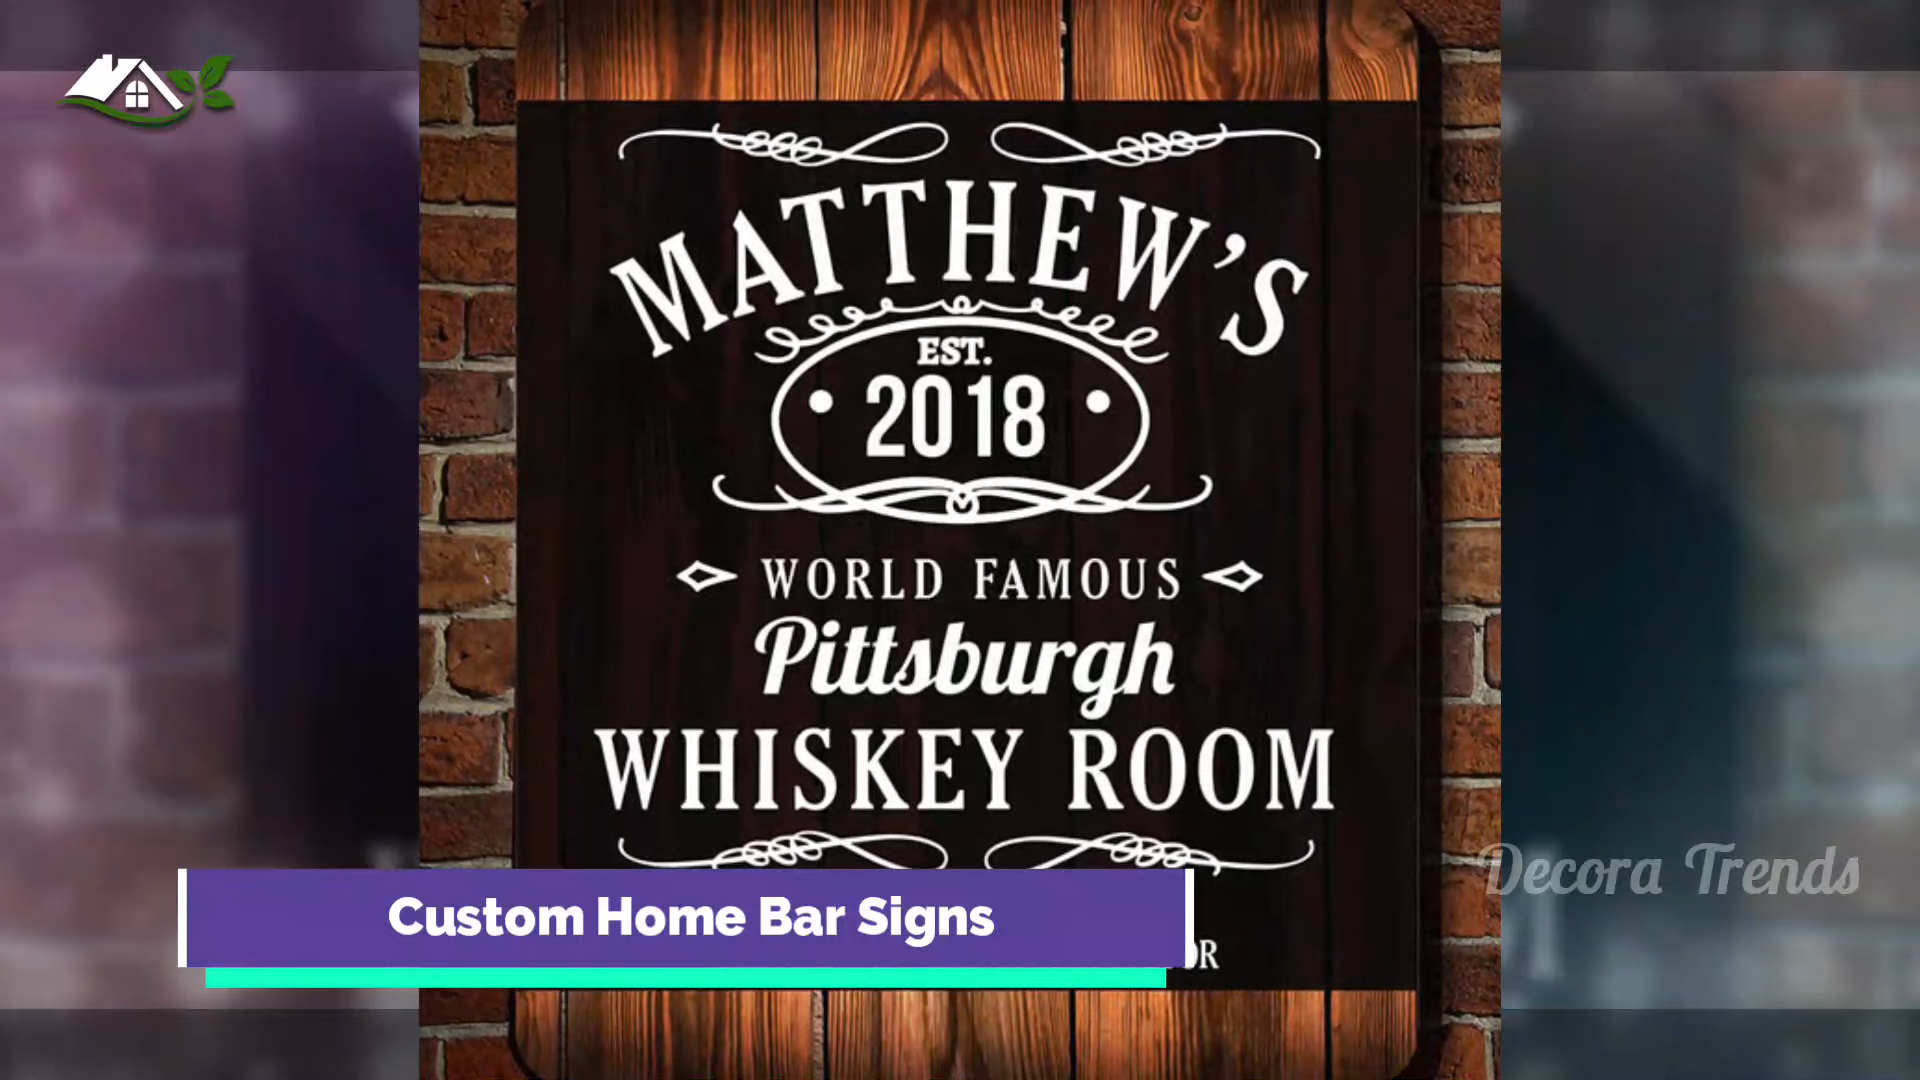 MATTHEW'S
EST.
2018
WORLD FAMOUS
Pittsburgh
WHISKEY ROOM
Custom Home Bar Signs
Decora Trends